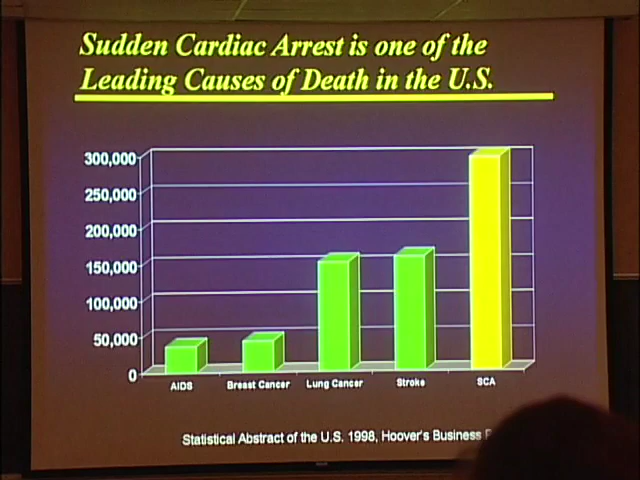 Sudden Cardiac Arrest is one of the
Leading Causes of Death in the U.S.
300,000
250,000
200,000
150,000
100,000
50,000
0
AIDS
Breast Cancer
Lung Cancer
Stroke
SCA
Statistical Abstract of the U.S. 1998, Hoover's Business